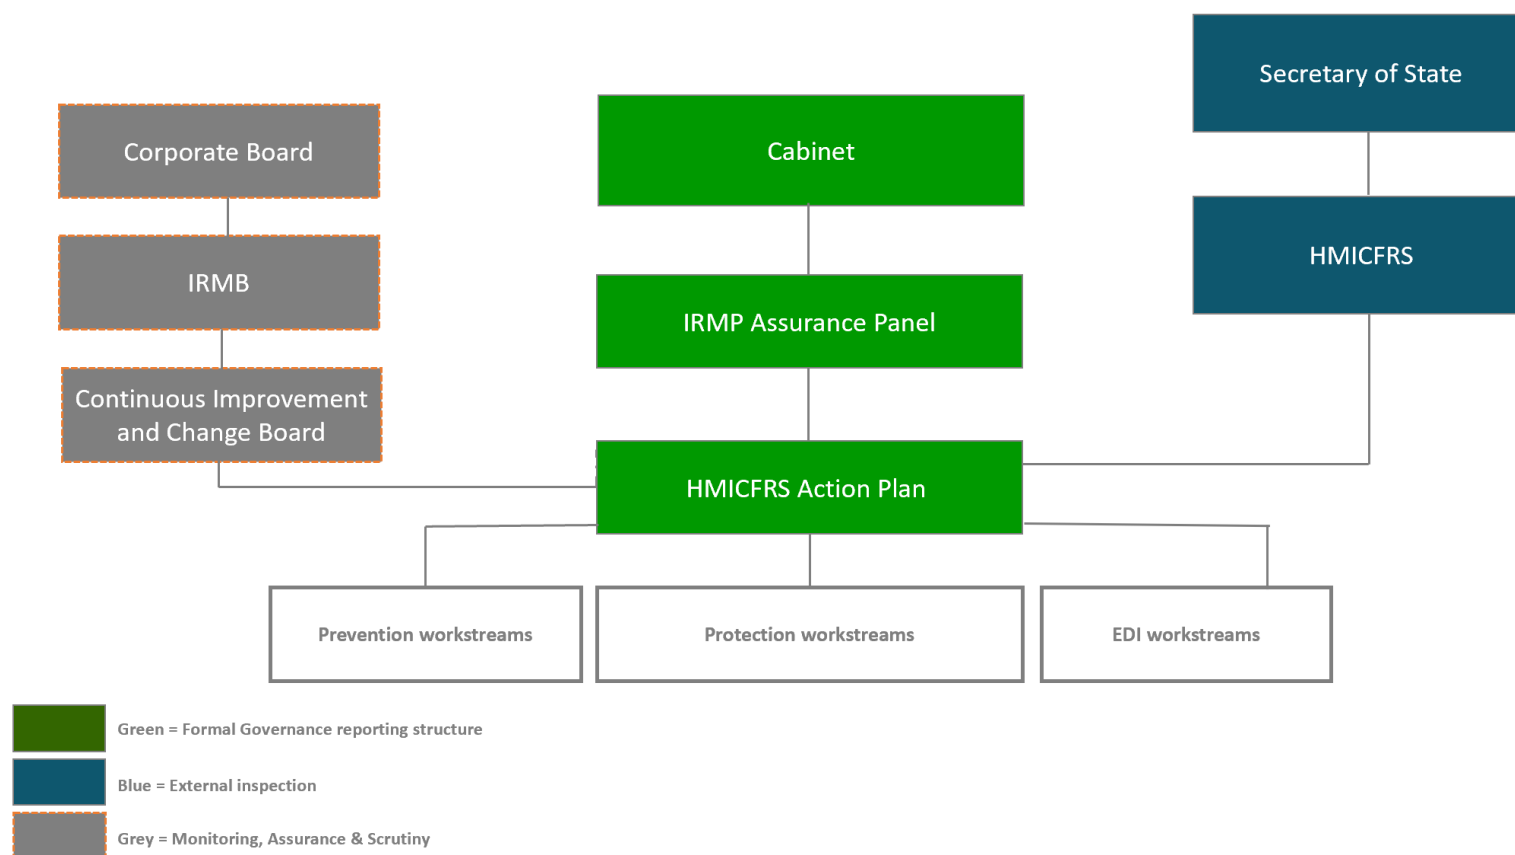 Secretary of State
Corporate Board
Cabinet
HMICFRS
IRMB
IRMP Assurance Panel
Continuous Improvement
and Change Board
HMICFRS Action Plan
Prevention workstreams
Protection workstreams
EDI workstreams
Green = Formal Governance reporting structure
Blue = External inspection
Grey = Monitoring, Assurance & Scrutiny